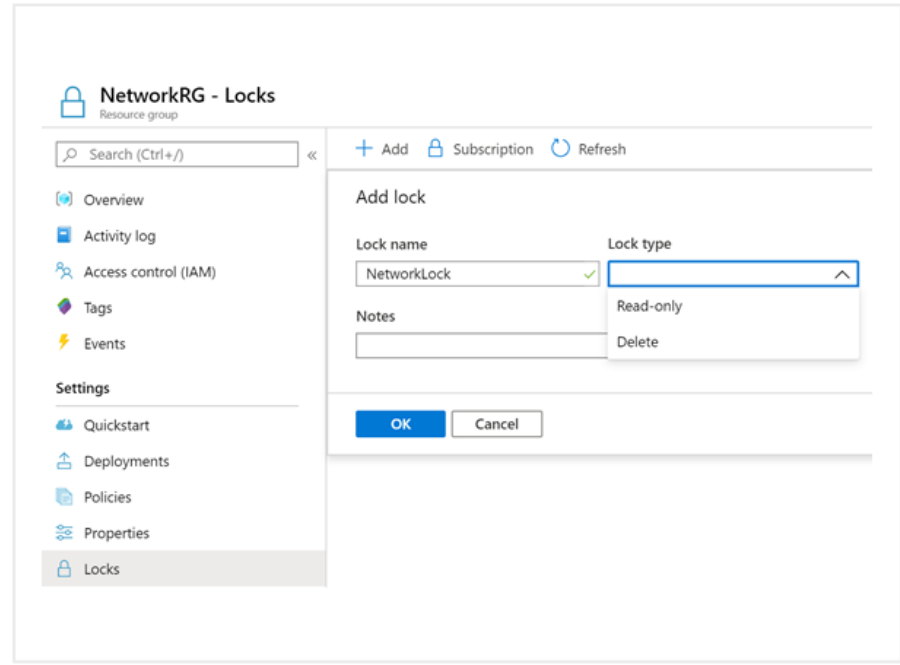 NetworkRG - Locks
Resource group
Search (Ctrl+/)
«
Overview
Activity log
Access control (IAM)
Tags
Events
Settings
Quickstart
Deployments
Policies
Properties
Locks
Add Subscription Refresh
Add lock
Lock name
NetworkLock
Lock type
Read-only
Delete
Notes
OK Cancel